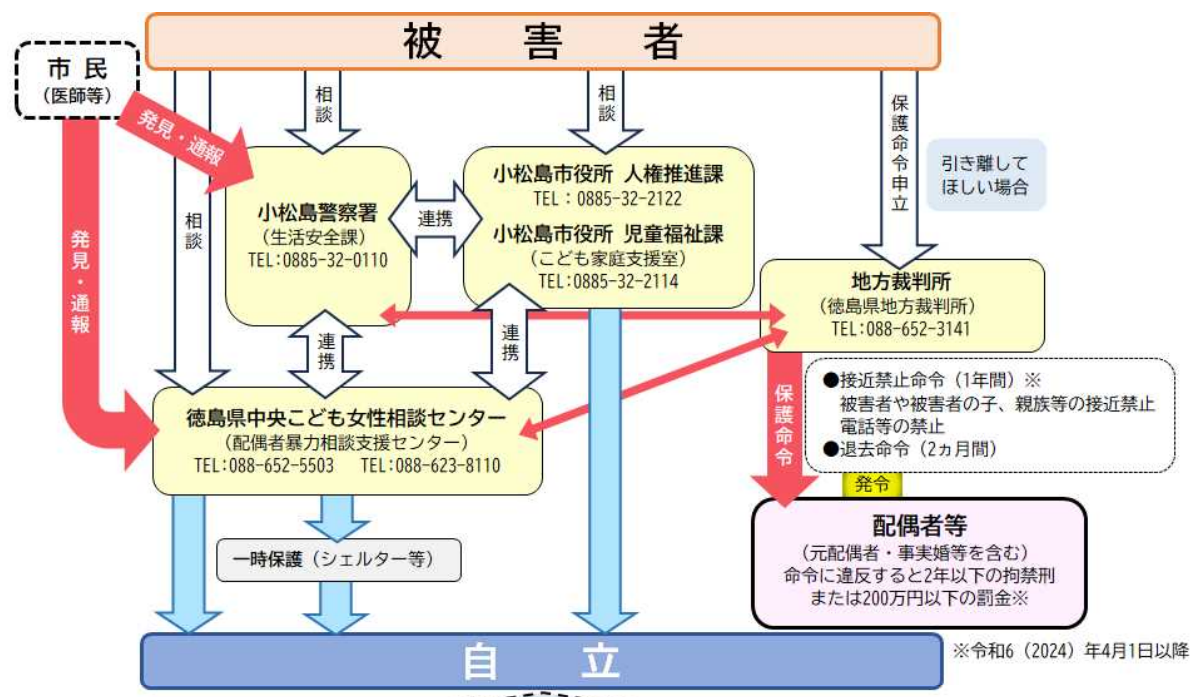 被害者
市民
（医師等）
発見・通報
発見・通報
相談
相談
相談
保護命令申立
引き離して
ほしい場合
小松島警察署
（生活安全課）
TEL:0885-32-0110
連携
小松島市役所 人権推進課
TEL：0885-32-2122
小松島市役所 児童福祉課
（こども家庭支援室）
TEL:0885-32-2114
地方裁判所
（徳島県地方裁判所）
TEL:088-652-3141
連携
連携
徳島県中央こども女性相談センター
（配偶者暴力相談支援センター）
TEL:088-652-5503 TEL:088-623-8110
保護命令
●接近禁止命令（1年間）※
被害者や被害者の子、親族等の接近禁止
電話等の禁止
●退去命令（2ヵ月間）
発令
配偶者等
（元配偶者・事実婚等を含む）
命令に違反すると2年以下の拘禁刑
または200万円以下の罰金※
一時保護（シェルター等）
自立
※令和6（2024）年4月1日以降